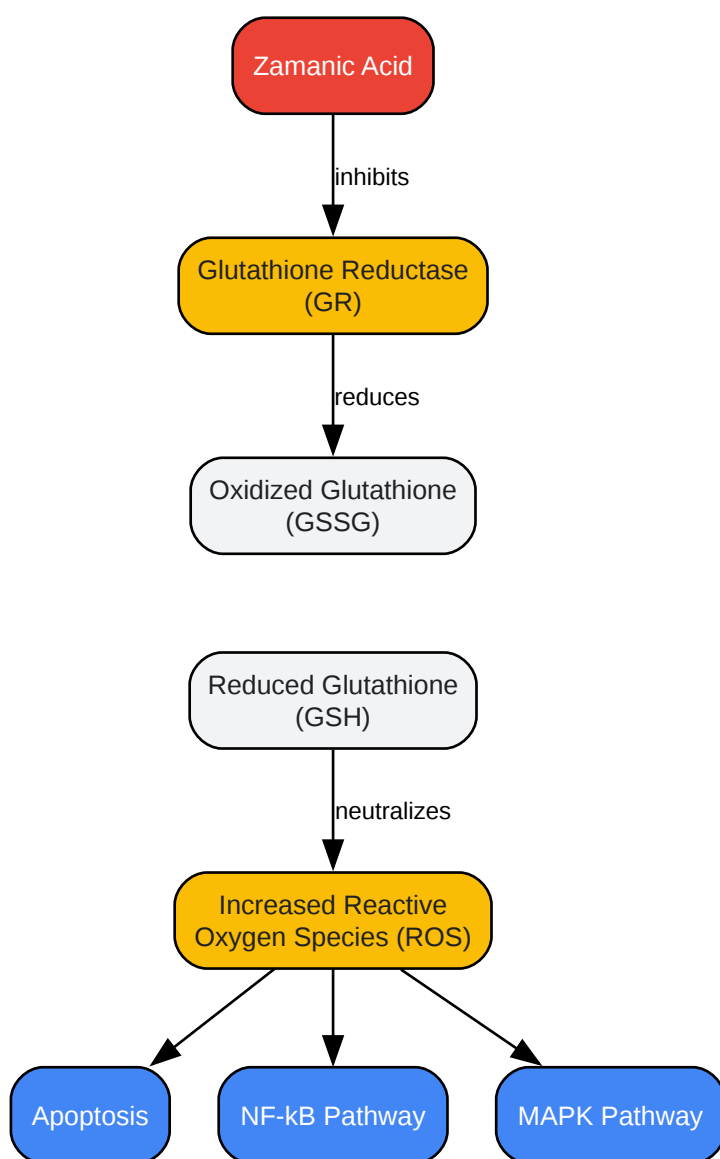 Zamanic Acid
inhibits
Glutathione Reductase
(GR)
reduces
Oxidized Glutathione
(GSSG)
Reduced Glutathione
(GSH)
neutralizes
Increased Reactive
Oxygen Species (ROS)
Apoptosis
NF-kB Pathway
MAPK Pathway